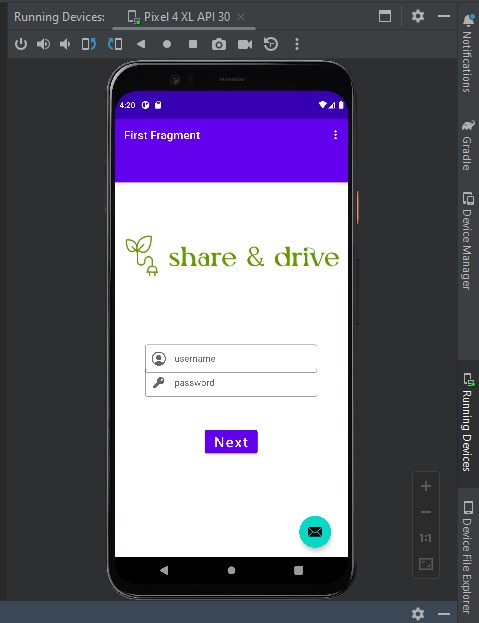 Running Devices:
Pixel 4 XL API 30
4:20
First Fragment
share & drive
username
password
Next
1:1
Notifications
Gradle
Device Manager
Running Devices
Device File Explorer